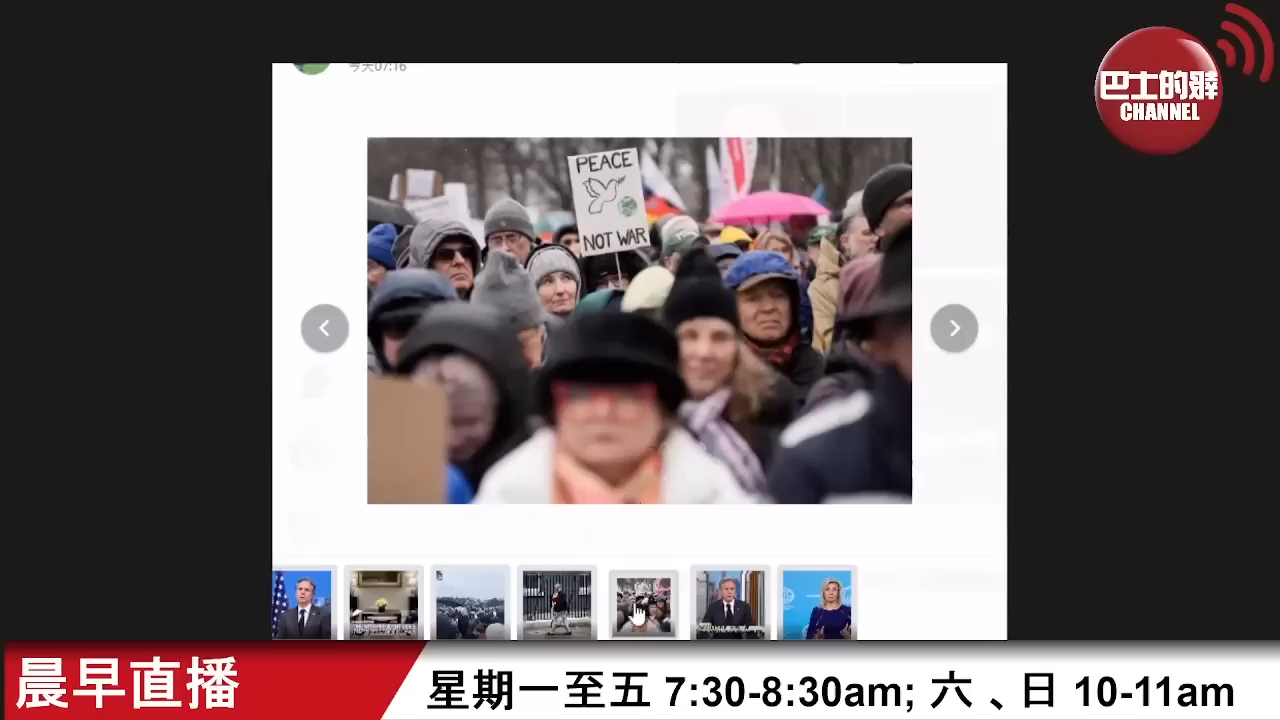 今天07:16
巴士的報
CHANNEL
PEACE
NOT WAR
晨早直播
星期一至五 7:30-8:30am; 六、日 10-11am